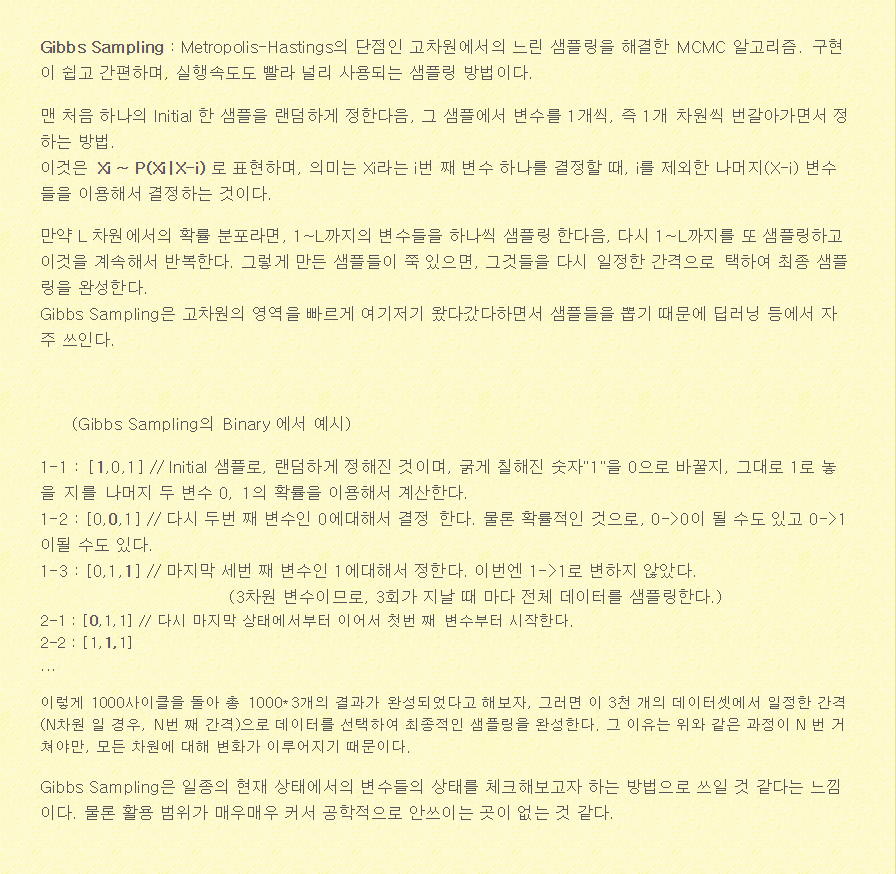 Gibbs Sampling : Metropolis-Hastings의 단점인 고차원에서의 느린 샘플링을 해결한 MCMC 알고리즘. 구현
이 쉽고 간편하며, 실행속도도 빨라 널리 사용되는 샘플링 방법이다.
맨 처음 하나의 Initial 한 샘플을 랜덤하게 정한다음, 그 샘플에서 변수를 1개씩, 즉 1개 차원씩 번갈아가면서 정
하는 방법.
이것은 Xi ~ P(Xi|X-i) 로 표현하며, 의미는 Xi라는 i번 째 변수 하나를 결정할 때, i를 제외한 나머지(X-i) 변수
들을 이용해서 결정하는 것이다.
만약 L 차원에서의 확률 분포라면, 1~L까지의 변수들을 하나씩 샘플링 한다음, 다시 1~L까지를 또 샘플링하고
이것을 계속해서 반복한다. 그렇게 만든 샘플들이 쭉 있으면, 그것들을 다시 일정한 간격으로 택하여 최종 샘플
링을 완성한다.
Gibbs Sampling은 고차원의 영역을 빠르게 여기저기 왔다갔다하면서 샘플들을 뽑기 때문에 딥러닝 등에서 자
주 쓰인다.
(Gibbs Sampling의 Binary 에서 예시)
1-1 : [1,0,1] // Initial 샘플로, 랜덤하게 정해진 것이며, 굵게 칠해진 숫자"1"을 0으로 바꿀지, 그대로 1로 놓
을 지를 나머지 두 변수 0, 1의 확률을 이용해서 계산한다.
1-2 : [0,0,1] // 다시 두번 째 변수인 0에대해서 결정 한다. 물론 확률적인 것으로, 0->0이 될 수도 있고 0->1
이될 수도 있다.
1-3 : [0,1,1] // 마지막 세번 째 변수인 1에대해서 정한다. 이번엔 1->1로 변하지 않았다.
(3차원 변수이므로, 3회가 지날 때 마다 전체 데이터를 샘플링한다.)
2-1 : [0,1,1] // 다시 마지막 상태에서부터 이어서 첫번 째 변수부터 시작한다.
2-2 : [1,1,1]
...
이렇게 1000사이클을 돌아 총 1000*3개의 결과가 완성되었다고 해보자, 그러면 이 3천 개의 데이터셋에서 일정한 간격
(N차원 일 경우, N번 째 간격)으로 데이터를 선택하여 최종적인 샘플링을 완성한다. 그 이유는 위와 같은 과정이 N 번 거
쳐야만, 모든 차원에 대해 변화가 이루어지기 때문이다.
Gibbs Sampling은 일종의 현재 상태에서의 변수들의 상태를 체크해보고자 하는 방법으로 쓰일 것 같다는 느낌
이다. 물론 활용 범위가 매우매우 커서 공학적으로 안쓰이는 곳이 없는 것 같다.